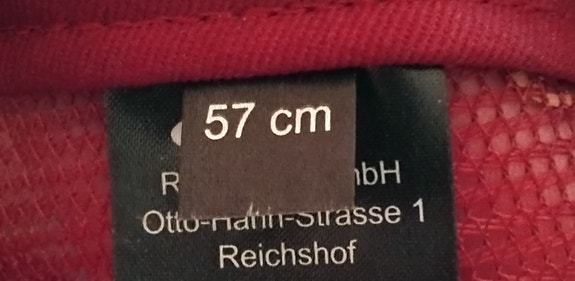 57 cm
Otto-Hahn-Strasse 1
Reichshof